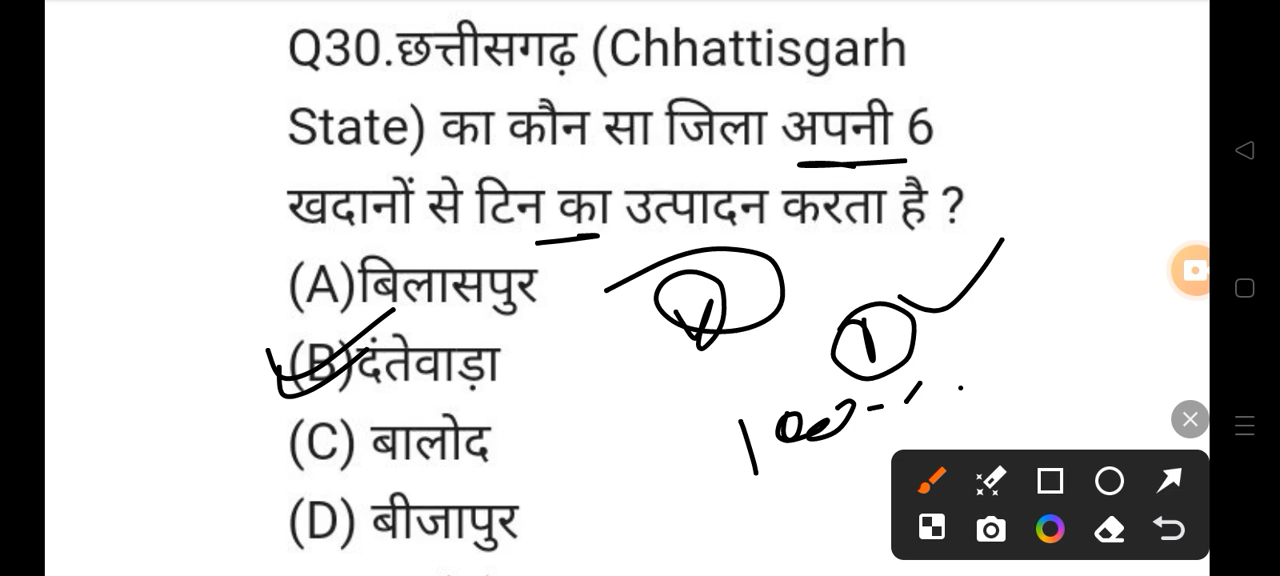 Q30.छत्तीसगढ़ (Chhattisgarh
State) का कौन सा जिला अपनी 6
खदानों से टिन का उत्पादन करता है ?
(A)बिलासपुर
(B)दंतेवाड़ा
(C) बालोद
(D) बीजापुर